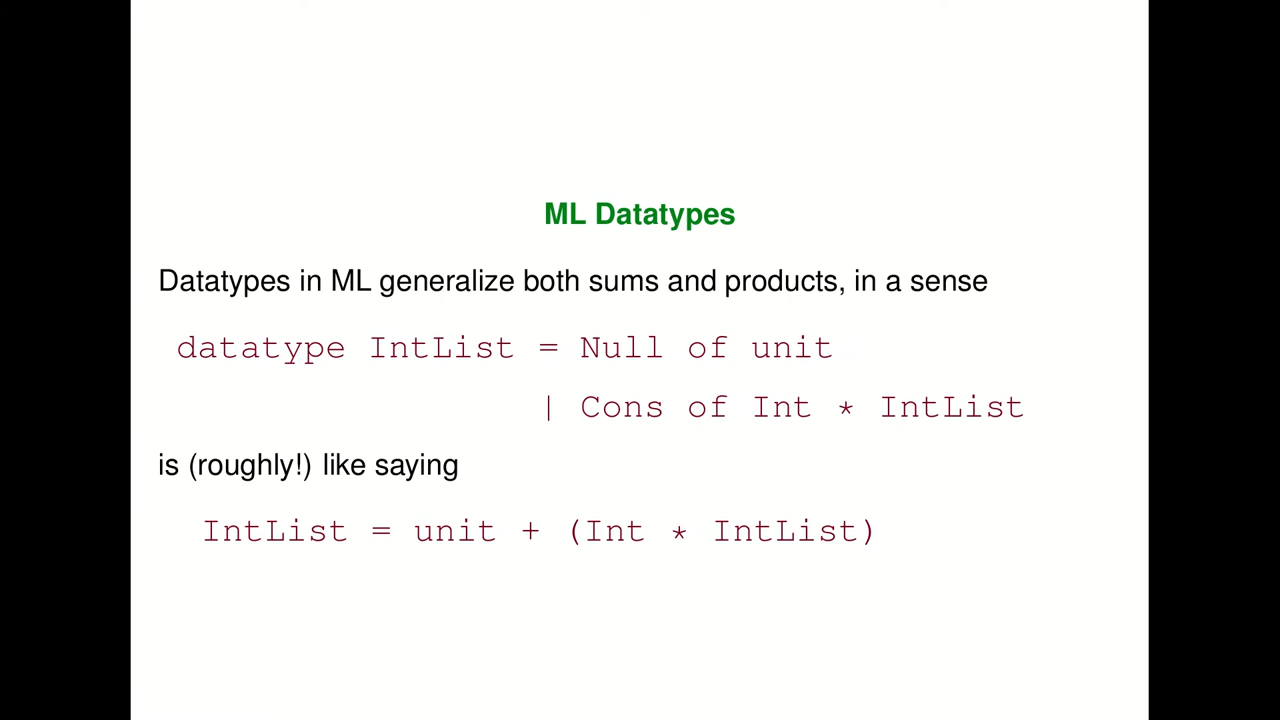 ML Datatypes
Datatypes in ML generalize both sums and products, in a sense
datatype IntList = Null of unit
| Cons of Int * IntList
is (roughly!) like saying
IntList = unit + (Int * IntList)